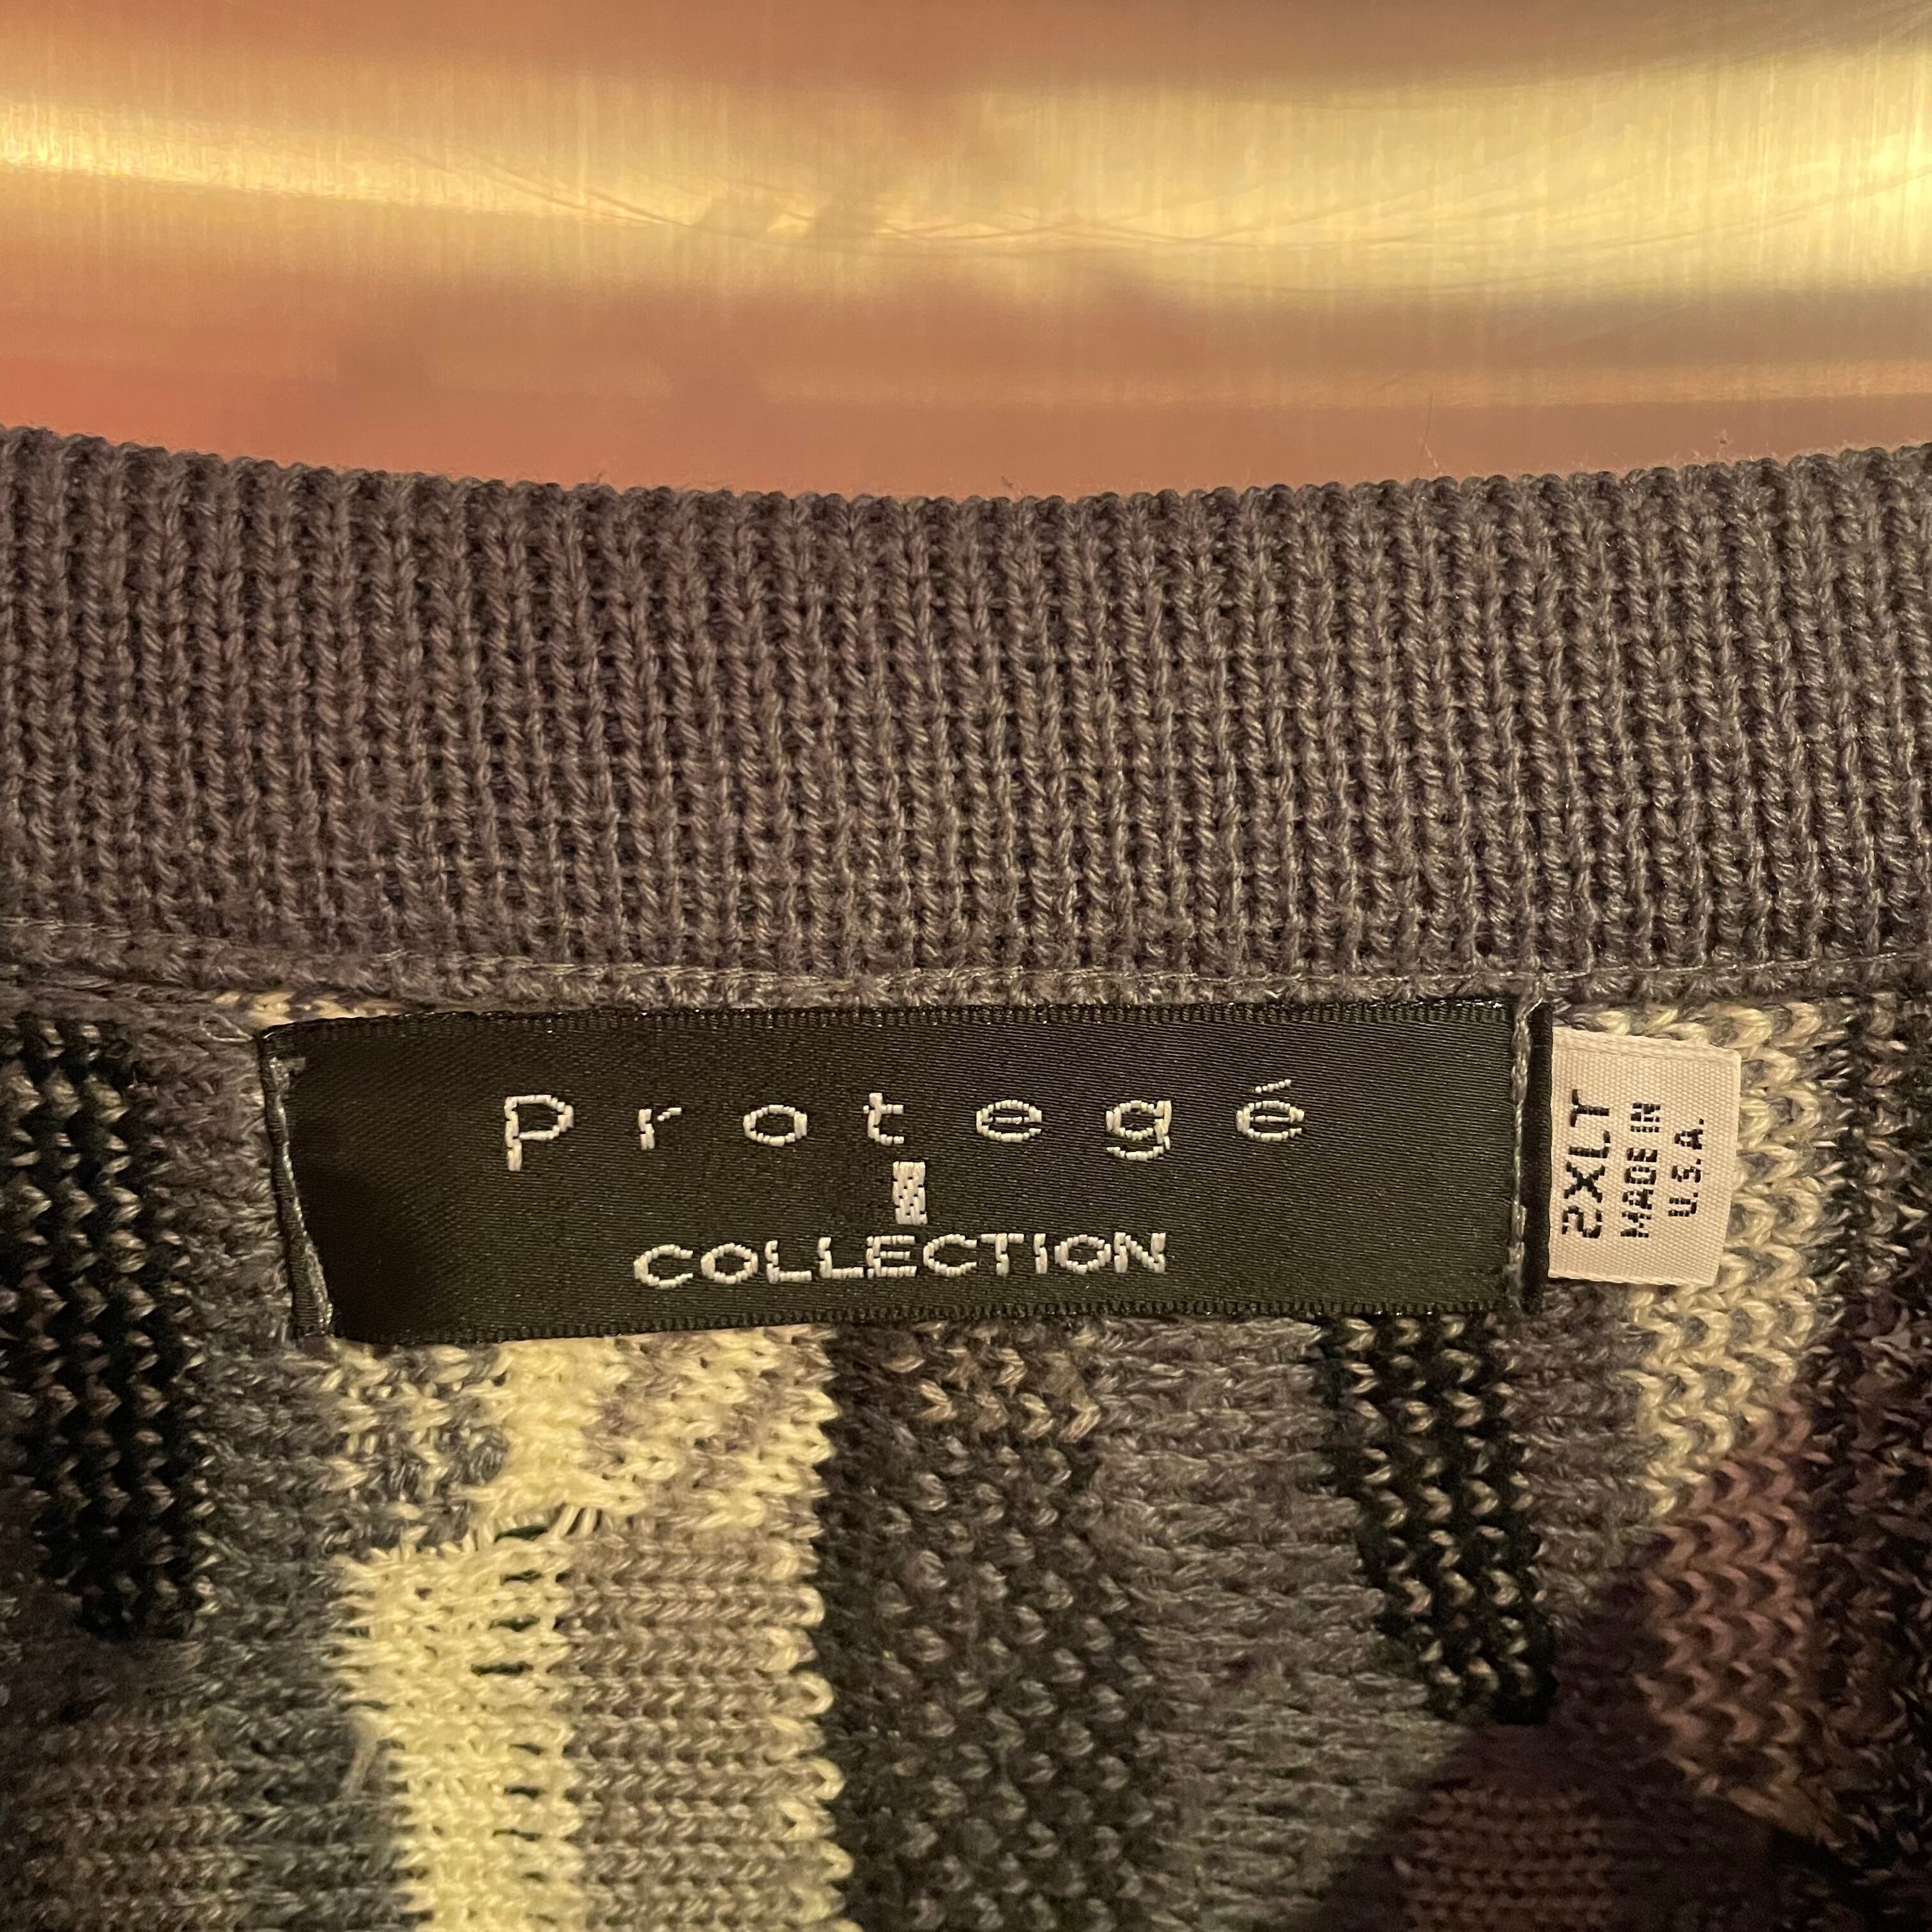 protegé
COLLECTION
2XLT
MADE IN
U.S.A.